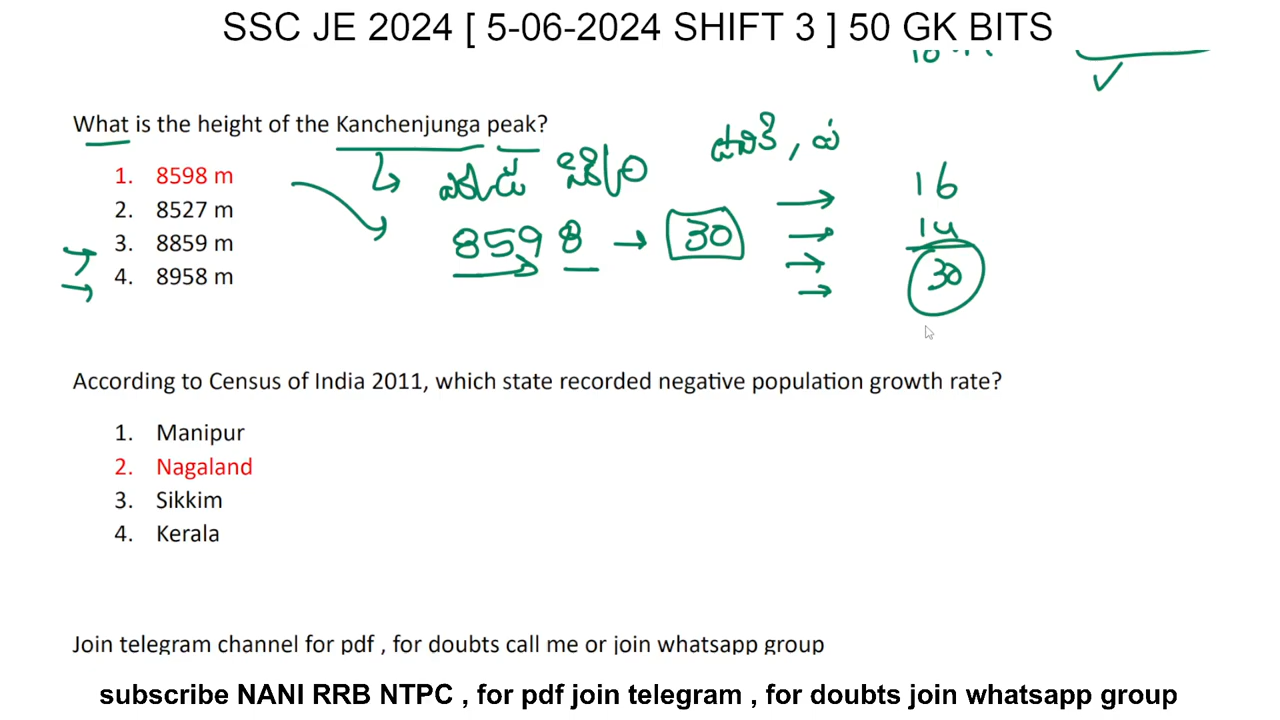 SSC JE 2024 [ 5-06-2024 SHIFT 3 ] 50 GK BITS
What is the height of the Kanchenjunga peak?
1. 8598 m
2. 8527 m
3. 8859 m
4. 8958 m
8598 → 30
16
14
30
According to Census of India 2011, which state recorded negative population growth rate?
1. Manipur
2. Nagaland
3. Sikkim
4. Kerala
Join telegram channel for pdf , for doubts call me or join whatsapp group
subscribe NANI RRB NTPC , for pdf join telegram , for doubts join whatsapp group